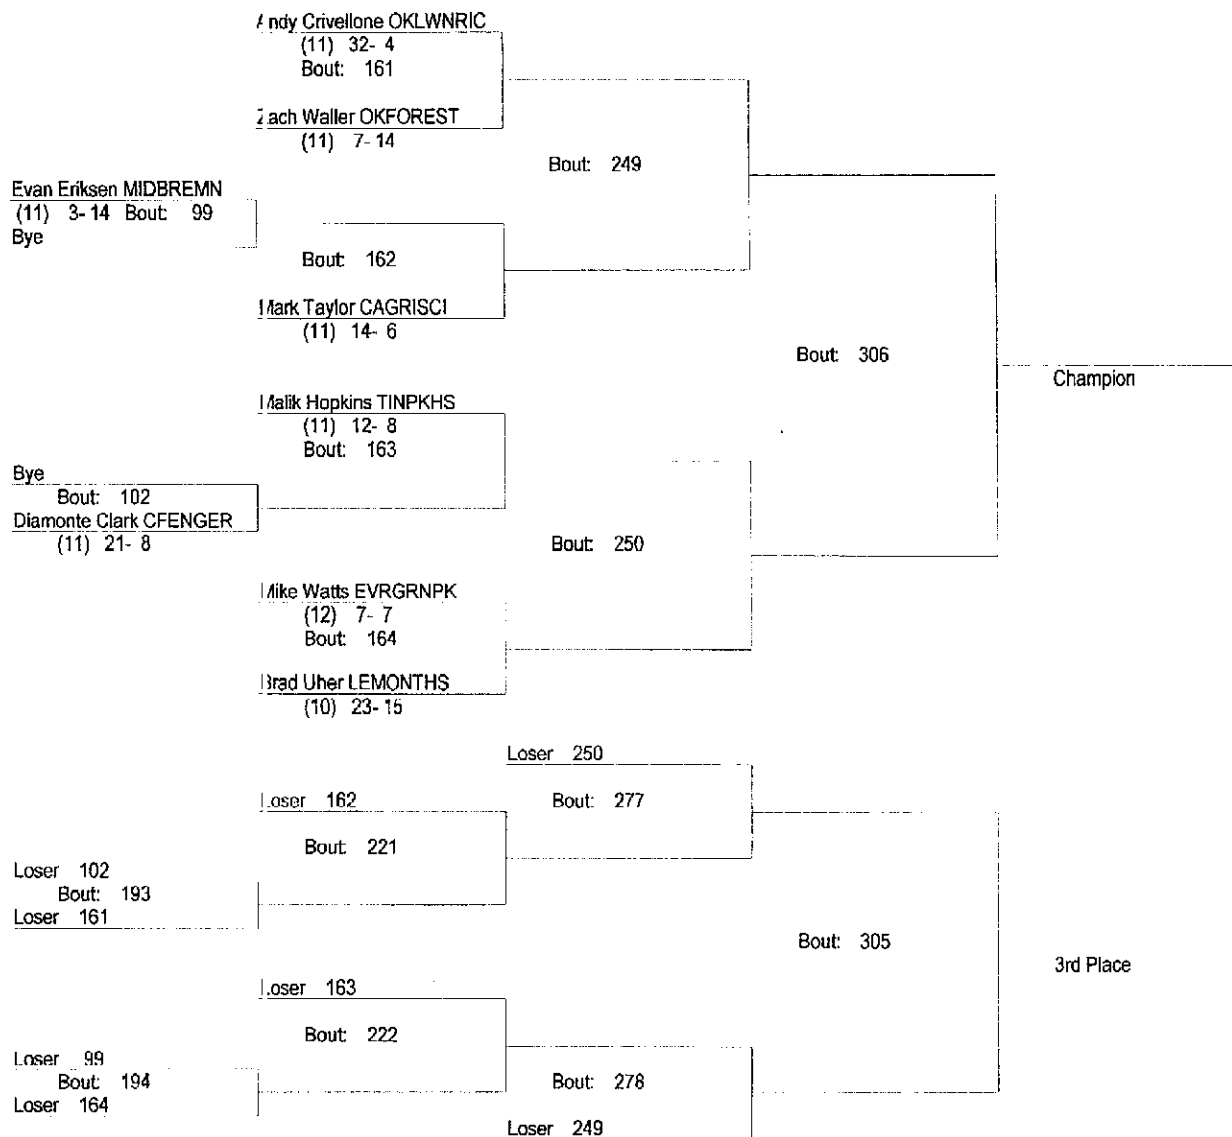 Andy Crivellone OKLWNRIC
(11) 32- 4
Bout: 161
Zach Waller OKFOREST
(11) 7- 14
Bout: 249
Evan Eriksen MIDBREMN
(11) 3- 14 Bout: 99
Bye
Bout: 162
Mark Taylor CAGRISCI
(11) 14- 6
Bout: 306
Champion
Malik Hopkins TINPKHS
(11) 12- 8
Bout: 163
Bye
Bout: 102
Diamonte Clark CFENGER
(11) 21- 8
Bout: 250
Mike Watts EVRGRNPK
(12) 7- 7
Bout: 164
Brad Uher LEMONTHS
(10) 23- 15
Loser 250
Bout: 277
Loser 162
Bout: 221
Loser 102
Bout: 193
Loser 161
Bout: 305
3rd Place
Loser 163
Bout: 222
Loser 99
Bout: 194
Loser 164
Bout: 278
Loser 249